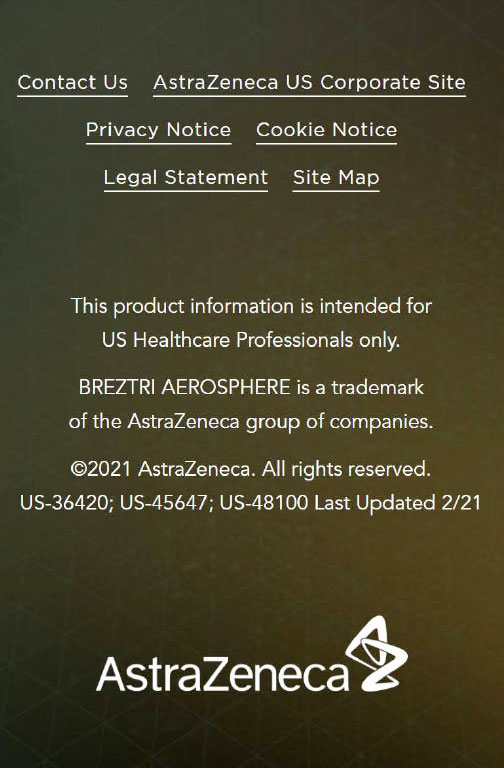 Contact Us AstraZeneca US Corporate Site
Privacy Notice Cookie Notice
Legal Statement Site Map
This product information is intended for
US Healthcare Professionals only.
BREZTRI AEROSPHERE is a trademark
of the AstraZeneca group of companies.
©2021 AstraZeneca. All rights reserved.
US-36420; US-45647; US-48100 Last Updated 2/21
AstraZeneca